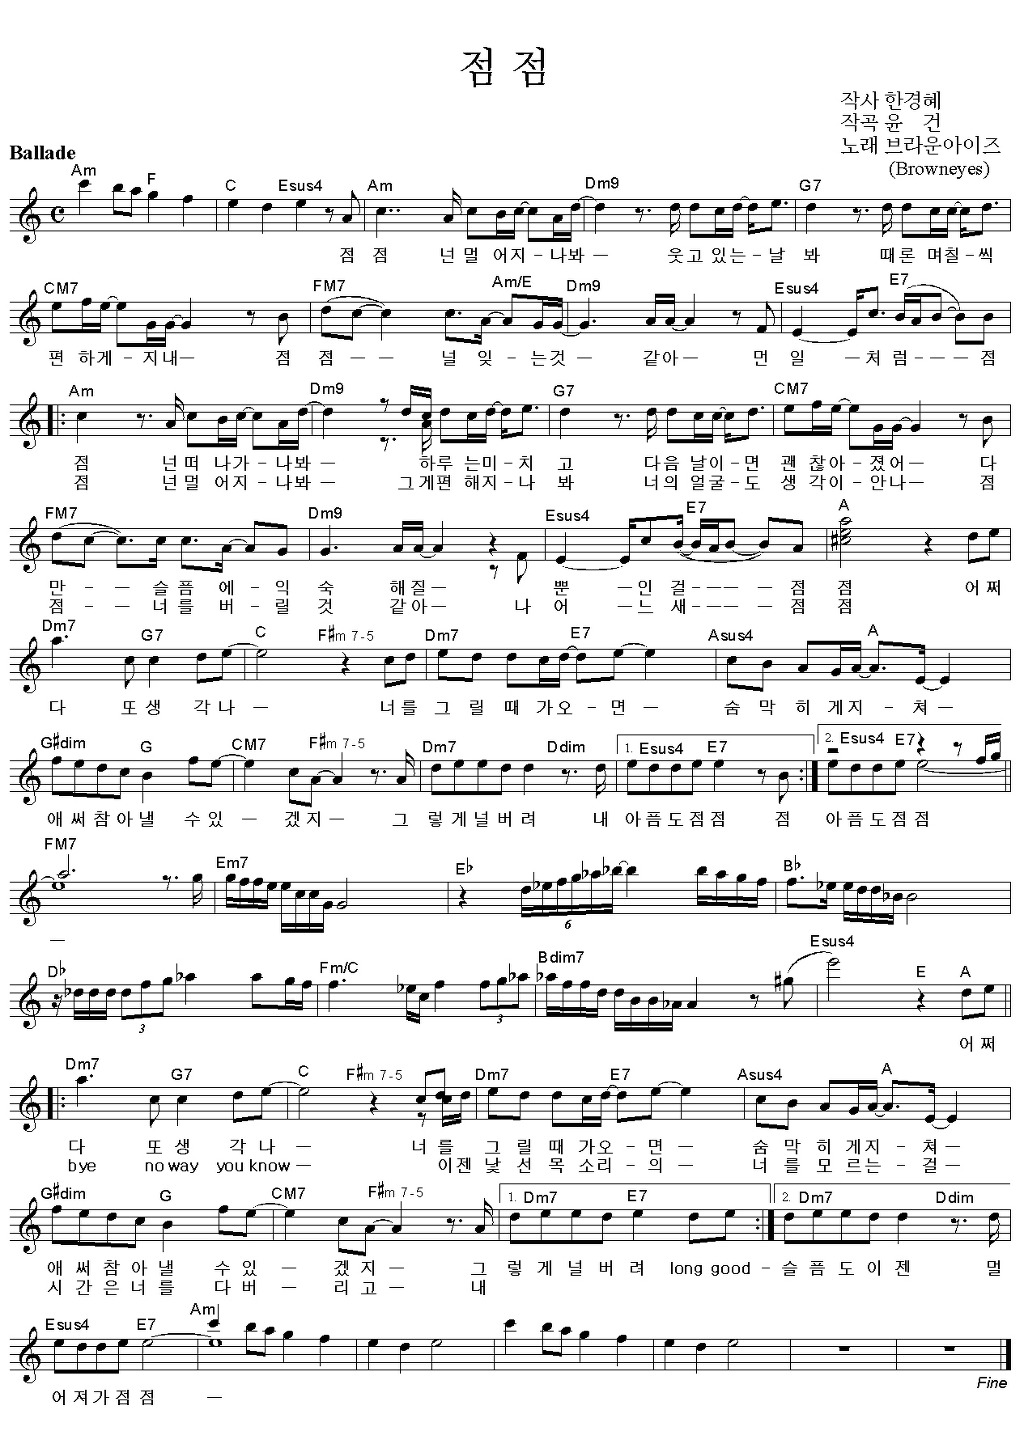 점 점
작사 한경혜
작곡 윤 건
노래 브라운아이즈
(Browneyes)
Ballade
Am F C Esus4 Am Dm9 G7
점 점 넌 멀 어지 - 나봐 — 웃고 있는 - 날 봐 때론 며칠 - 씩
CM7 FM7 Am/E Dm9 Esus4 E7
편 하게 - 지내 — 점 점 — - 널 잊 - 는것 — 같아 — 먼 일 - 처 럼 — - 점
Am Dm9 G7 CM7
점 넌떠 나가 - 나봐 — 하루 는미 - 치 고 다음 날이 - 면 괜 찮아 - 졌어 — 다
점 넌멀 어지 - 나봐 — 그게편 해지 - 나 봐 너의 얼굴 - 도 생 각이 - 안나 — 점
FM7 Dm9 Esus4 E7 A
만 - — - 슬 픔 에 - 익 숙 해질 — 뿐 — 인 걸 — - 점 점 어 쩌
점 - — - 너 를 버 - 릴 것 같아 — 나 어 — 느 새 — - 점 점
Dm7 G7 C F#m 7-5 Dm7 E7 Asus4 A
다 또 생 각 나 — 너 를 그 릴 때 가오 - 면 — 숨 막 히 게지 - 쳐 —
G#dim G CM7 F#m 7-5 Dm7 Ddim 1. Esus4 E7 2. Esus4 E7
애 써 참 아 낼 수 있 — 겠 지 — 그 렇 게 널 버 려 내 아 픔 도 점점 점 아 픔 도 점 점
FM7 Em7 E♭ B♭
6
—
D♭ Fm/C Bdim7 Esus4 E A
3 3
어 쩌
Dm7 G7 C F#m 7-5 Dm7 E7 Asus4 A
다 또 생 각 나 — 너 를 그 릴 때 가오 - 면 — 숨 막 히 게지 - 쳐 —
bye no way you know — 이젠 낯 선 목 소리 - 의 — 너 를 모 르는 - 걸 —
G#dim G CM7 F#m 7-5 1. Dm7 E7 2. Dm7 Ddim
애 써 참 아 낼 수 있 — 겠 지 — 그 렇 게 널 버 려 long good - 슬 픔 도 이 젠 멀
시 간 은 너 를 다 버 — 리 고 — 내
Esus4 E7 Am
어 져 가 점 점 —
Fine